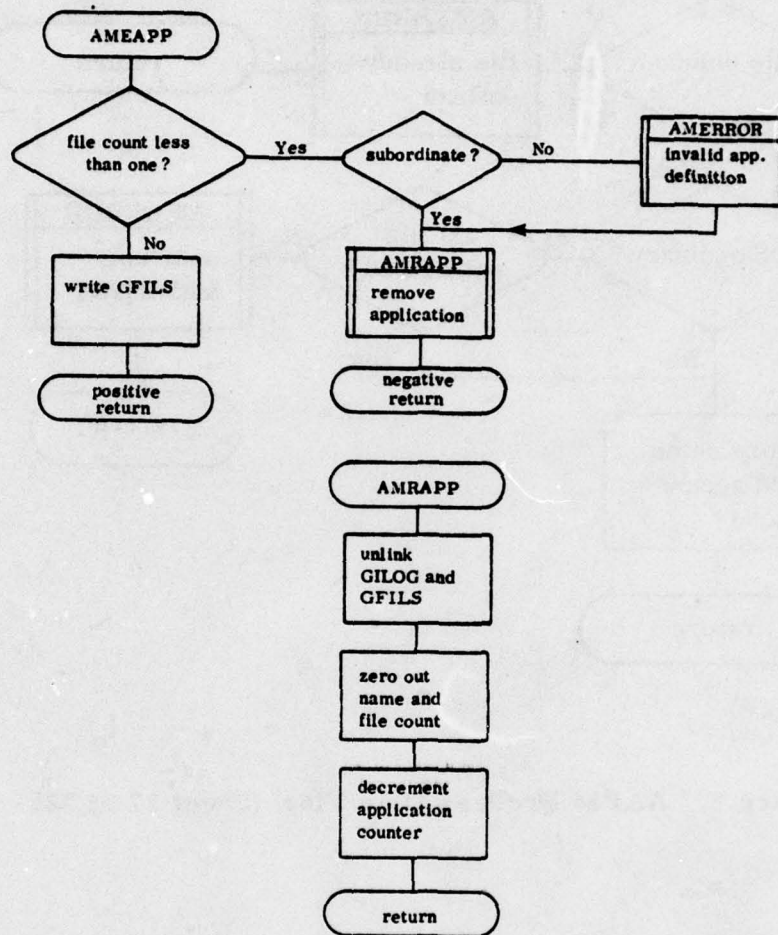 AMEAPP
file count less
than one?
Yes
subordinate?
No
AMERROR
invalid app.
definition
No
Yes
write GFILS
AMRAPP
remove
application
positive
return
negative
return
AMRAPP
unlink
GILOG and
GFILS
zero out
name and
file count
decrement
application
counter
return